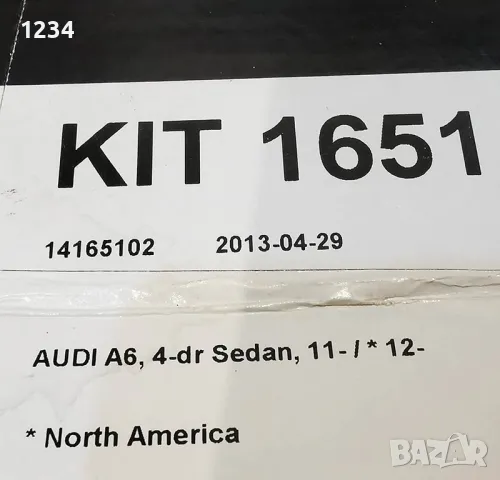 1234
KIT 1651
14165102 2013-04-29
AUDI A6, 4-dr Sedan, 11- / * 12-
* North America
BAZAR